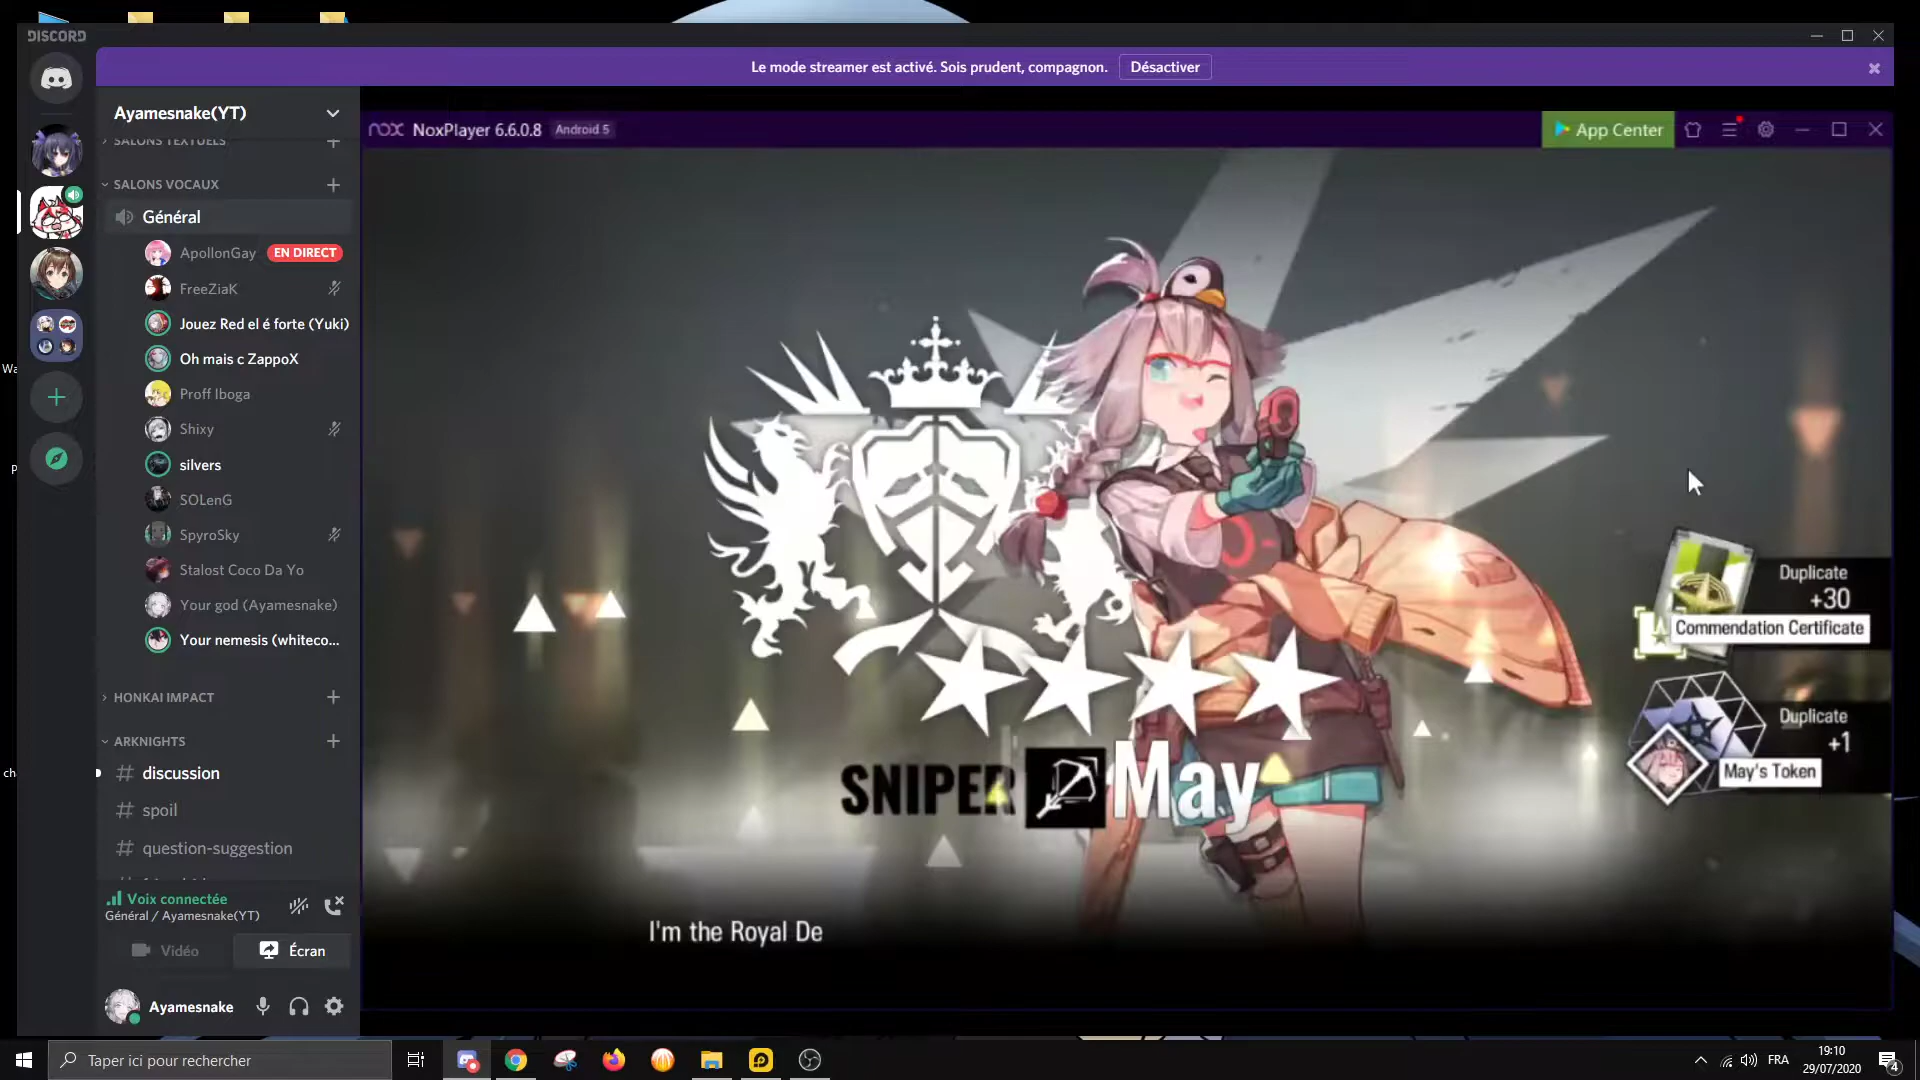 DISCORD
Le mode streamer est activé. Sois prudent, compagnon.
Désactiver
Ayamesnake(YT)
SALONS TEXTUELS
SALONS VOCAUX
Général
ApollonGay
EN DIRECT
FreeZiaK
Jouez Red el é forte (Yuki)
Oh mais c ZappoX
Proff Iboga
Shixy
silvers
SOLenG
SpyroSky
Stalost Coco Da Yo
Your god (Ayamesnake)
Your nemesis (whiteco...
HONKAI IMPACT
ARKNIGHTS
# discussion
# spoil
# question-suggestion
Voix connectée
Général / Ayamesnake(YT)
Vidéo
Écran
Ayamesnake
nox NoxPlayer 6.6.0.8 Android 5
App Center
Duplicate
+30
Commendation Certificate
Duplicate
+1
May's Token
SNIPER May
I'm the Royal De
Taper ici pour rechercher
FRA
19:10
29/07/2020
4